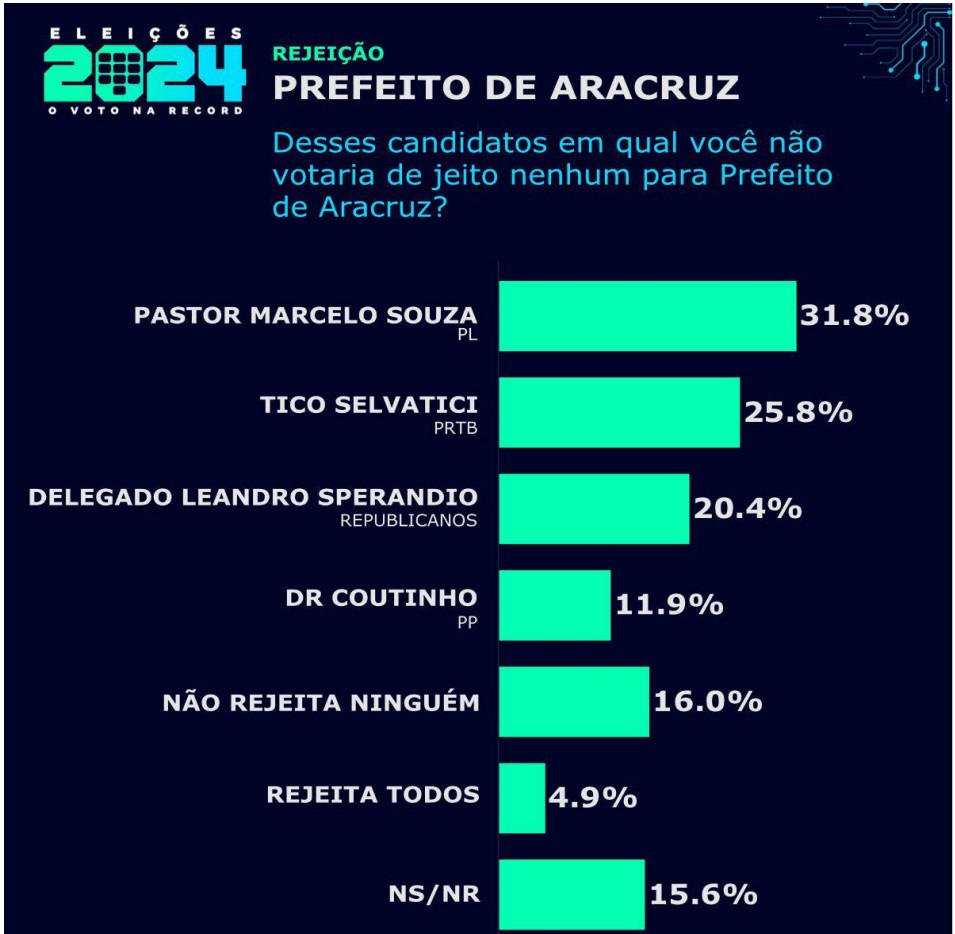 ELEIÇÕES
2024
O VOTO NA RECORD
REJEIÇÃO
PREFEITO DE ARACRUZ
Desses candidatos em qual você não
votaria de jeito nenhum para Prefeito
de Aracruz?
PASTOR MARCELO SOUZA
PL
31.8%
TICO SELVATICI
PRTB
25.8%
DELEGADO LEANDRO SPERANDIO
REPUBLICANOS
20.4%
DR COUTINHO
PP
11.9%
NÃO REJEITA NINGUÉM
16.0%
REJEITA TODOS
4.9%
NS/NR
15.6%